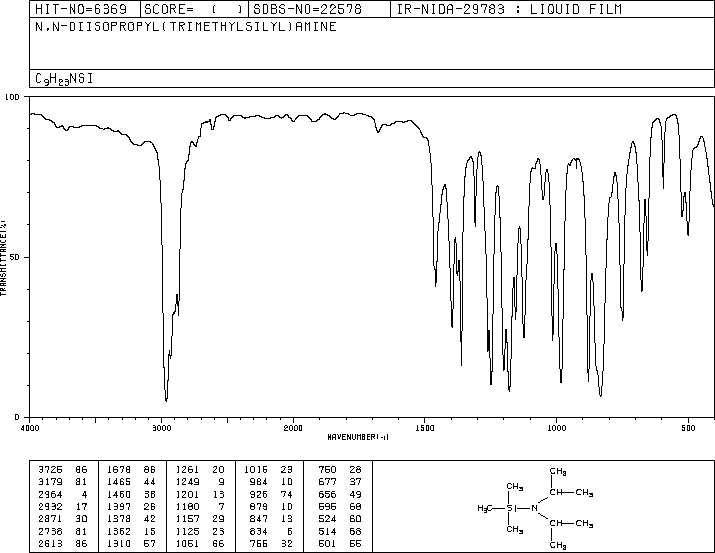 HIT-NO=6369 SCORE= ( ) SDBS-NO=22578 IR-NIDA-29783 : LIQUID FILM
N,N-DIISOPROPYL(TRIMETHYLSILYL)AMINE
C9H23NSI
100
50
0
TRANSMITTANCE(%)
4000 3000 2000 1500 1000 500
WAVENUMBER(-1)
3725 86 1678 86 1261 20 1016 23 750 28
3179 81 1465 44 1249 9 984 10 677 37
2964 4 1460 38 1201 13 926 74 656 49
2932 17 1397 26 1180 7 879 10 595 68
2871 30 1378 42 1157 29 847 13 524 60
2738 81 1362 15 1125 23 834 6 514 58
2613 86 1310 57 1051 66 755 32 501 55
CH3
CH3 CH—CH3
H3C—Si—N
CH3 CH—CH3
CH3